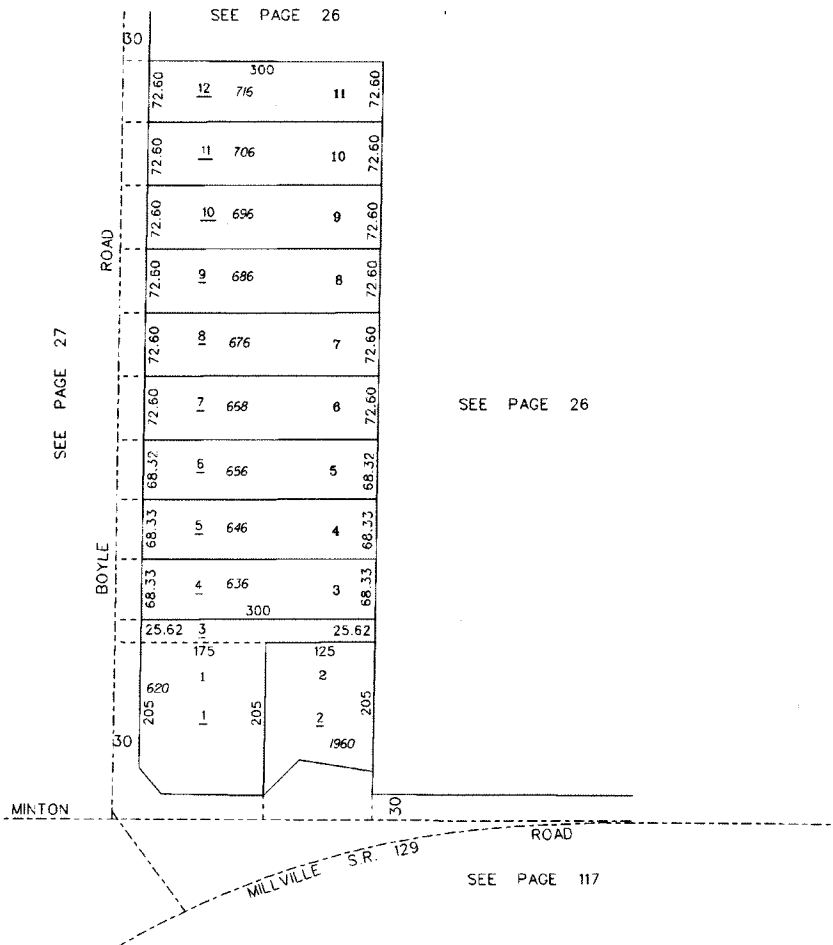 SEE PAGE 26
30
300
72.60 12 716 11 72.60
72.60 11 706 10 72.60
72.60 10 696 9 72.60
ROAD
72.60 9 686 8 72.60
SEE PAGE 27
72.60 8 676 7 72.60
72.60 7 658 6 72.60
SEE PAGE 26
68.32 6 656 5 68.32
68.33 5 646 4 68.33
BOYLE
68.33 4 636 3 68.33
300
25.62 3 25.62
175 125
1 2
620
205 1 205 2 205
30 1960
MINTON 30
ROAD
MILLVILLE S.R. 129
SEE PAGE 117